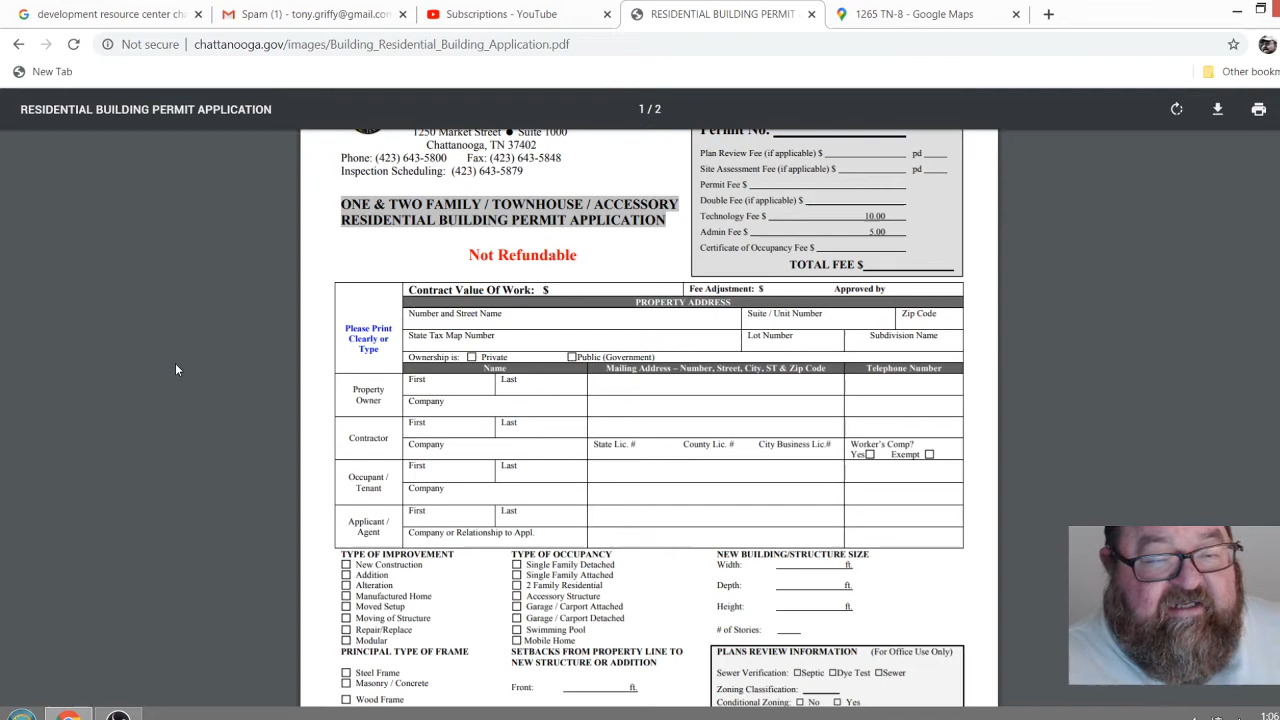 development resource center cha
Spam (1) - tony.griffy@gmail.com
Subscriptions - YouTube
RESIDENTIAL BUILDING PERMIT
1265 TN-8 - Google Maps
Not secure
chattanooga.gov/images/Building_Residential_Building_Application.pdf
New Tab
Other bookm
RESIDENTIAL BUILDING PERMIT APPLICATION
1 / 2
1250 Market Street ● Suite 1000
Chattanooga, TN 37402
Phone: (423) 643-5800 Fax: (423) 643-5848
Inspection Scheduling: (423) 643-5879
ONE & TWO FAMILY / TOWNHOUSE / ACCESSORY
RESIDENTIAL BUILDING PERMIT APPLICATION
Not Refundable
Permit No.
Plan Review Fee (if applicable) $ pd
Site Assessment Fee (if applicable) $ pd
Permit Fee $
Double Fee (if applicable) $
Technology Fee $ 10.00
Admin Fee $ 5.00
Certificate of Occupancy Fee $
TOTAL FEE $
Contract Value Of Work: $
Fee Adjustment: $ Approved by
PROPERTY ADDRESS
Please Print
Clearly or
Type
Number and Street Name
Suite / Unit Number
Zip Code
State Tax Map Number
Lot Number
Subdivision Name
Ownership is: Private Public (Government)
Name
Mailing Address – Number, Street, City, ST & Zip Code
Telephone Number
Property
Owner
First
Last
Company
Contractor
First
Last
Company
State Lic. # County Lic. # City Business Lic.#
Worker's Comp?
Yes Exempt
Occupant /
Tenant
First
Last
Company
Applicant /
Agent
First
Last
Company or Relationship to Appl.
TYPE OF IMPROVEMENT
New Construction
Addition
Alteration
Manufactured Home
Moved Setup
Moving of Structure
Repair/Replace
Modular
PRINCIPAL TYPE OF FRAME
Steel Frame
Masonry / Concrete
Wood Frame
TYPE OF OCCUPANCY
Single Family Detached
Single Family Attached
2 Family Residential
Accessory Structure
Garage / Carport Attached
Garage / Carport Detached
Swimming Pool
Mobile Home
SETBACKS FROM PROPERTY LINE TO
NEW STRUCTURE OR ADDITION
Front: ft.
NEW BUILDING/STRUCTURE SIZE
Width: ft.
Depth: ft.
Height: ft.
# of Stories:
PLANS REVIEW INFORMATION (For Office Use Only)
Sewer Verification: Septic Dye Test Sewer
Zoning Classification:
Conditional Zoning: No Yes
1:06